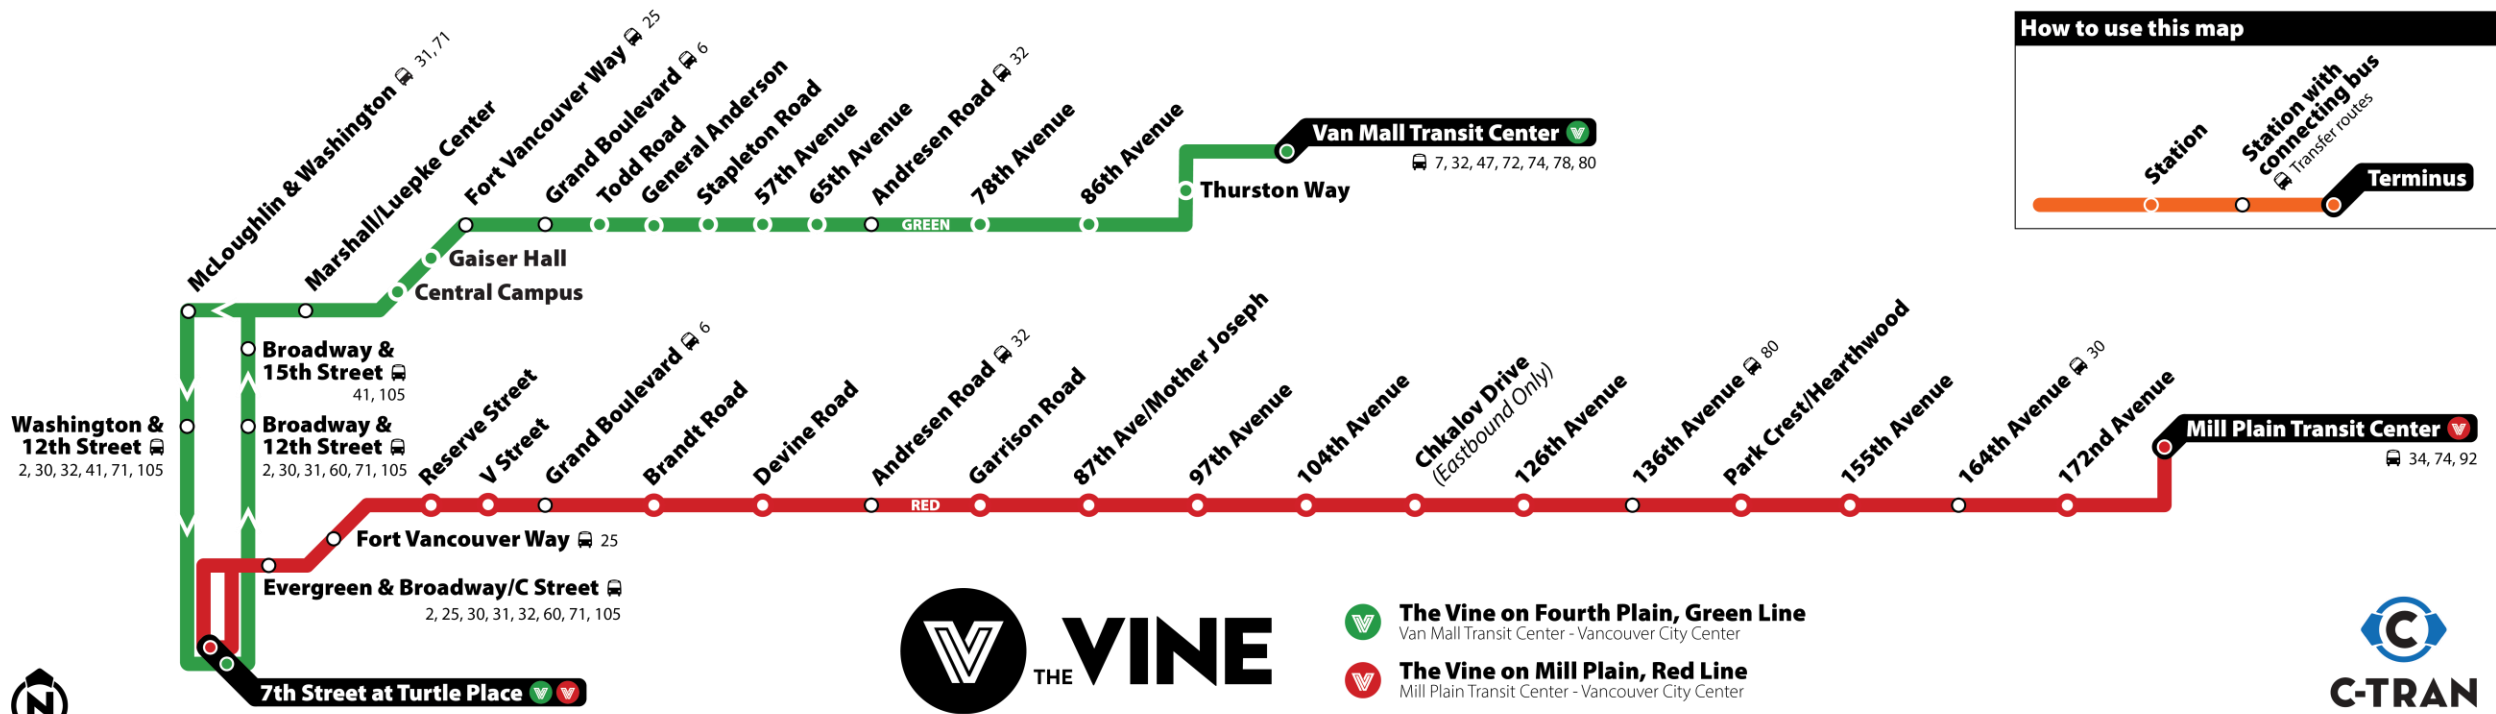 How to use this map
Station
Station with
connecting bus
Transfer routes
Terminus
McLoughlin & Washington 31, 71
Marshall/Luepke Center
Fort Vancouver Way 25
Grand Boulevard 6
Todd Road
General Anderson
Stapleton Road
57th Avenue
65th Avenue
Andresen Road 32
78th Avenue
86th Avenue
Van Mall Transit Center V
7, 32, 47, 72, 74, 78, 80
Thurston Way
GREEN
Gaiser Hall
Central Campus
Broadway &
15th Street
41, 105
Washington &
12th Street
2, 30, 32, 41, 71, 105
Broadway &
12th Street
2, 30, 31, 60, 71, 105
Reserve Street
V Street
Grand Boulevard 6
Brandt Road
Devine Road
Andresen Road 32
Garrison Road
87th Ave/Mother Joseph
97th Avenue
104th Avenue
Chkalov Drive
(Eastbound Only)
126th Avenue
136th Avenue 80
Park Crest/Hearthwood
155th Avenue
164th Avenue 30
172nd Avenue
Mill Plain Transit Center V
34, 74, 92
RED
Fort Vancouver Way 25
Evergreen & Broadway/C Street
2, 25, 30, 31, 32, 60, 71, 105
7th Street at Turtle Place V V
N
V THE VINE
V The Vine on Fourth Plain, Green Line
Van Mall Transit Center - Vancouver City Center
V The Vine on Mill Plain, Red Line
Mill Plain Transit Center - Vancouver City Center
C
C-TRAN